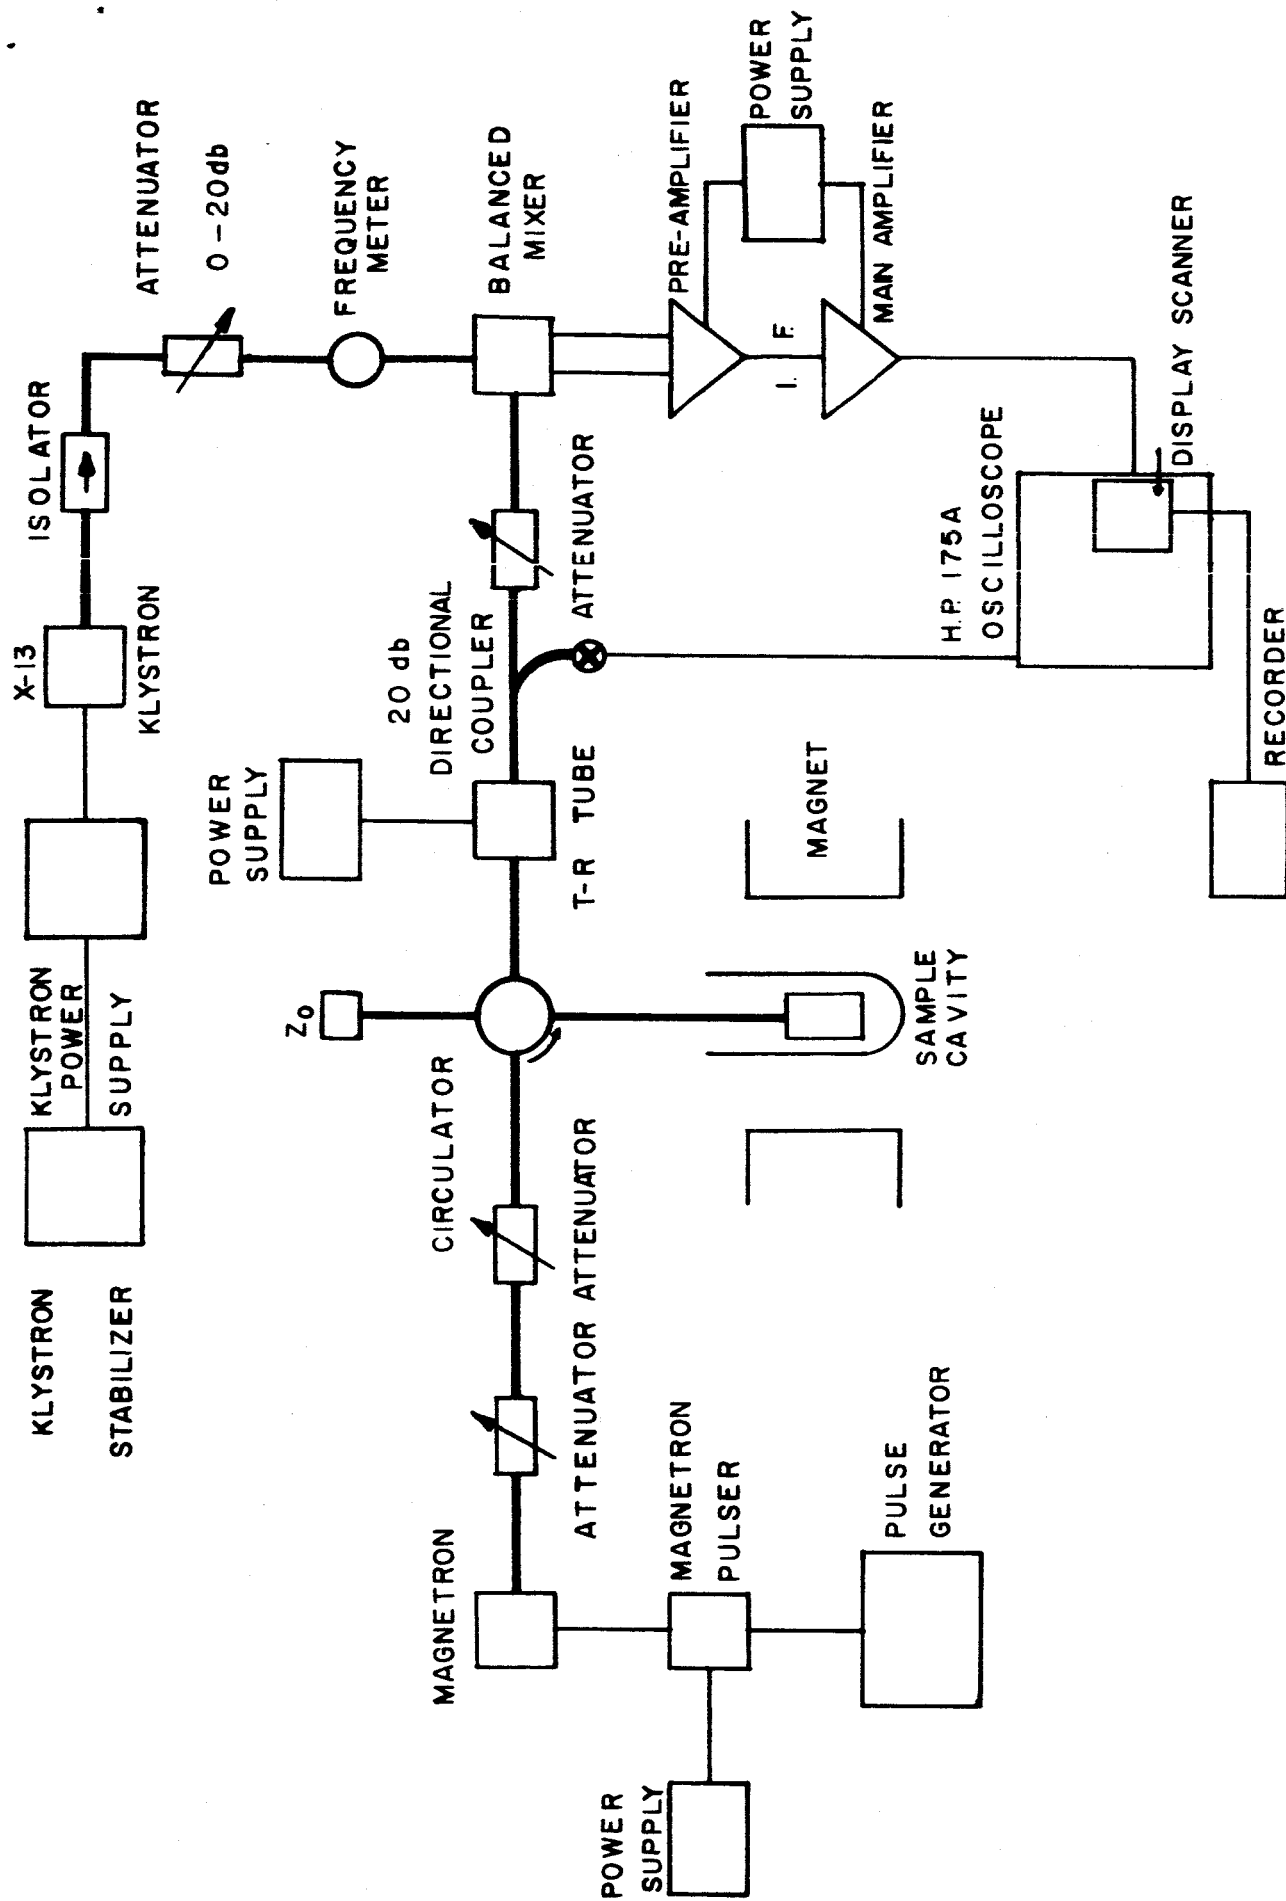 KLYSTRON
STABILIZER
KLYSTRON
POWER
SUPPLY
X-13
KLYSTRON
ISOLATOR
ATTENUATOR
0-20db
FREQUENCY
METER
BALANCED
MIXER
POWER
SUPPLY
Zo
CIRCULATOR
20 db
DIRECTIONAL
COUPLER
T-R TUBE
ATTENUATOR
MAGNETRON
ATTENUATOR
ATTENUATOR
PRE-AMPLIFIER
POWER
SUPPLY
I. F.
MAIN AMPLIFIER
MAGNETRON
PULSER
POWER
SUPPLY
PULSE
GENERATOR
MAGNET
SAMPLE
CAVITY
H.P. 175A
OSCILLOSCOPE
DISPLAY SCANNER
RECORDER